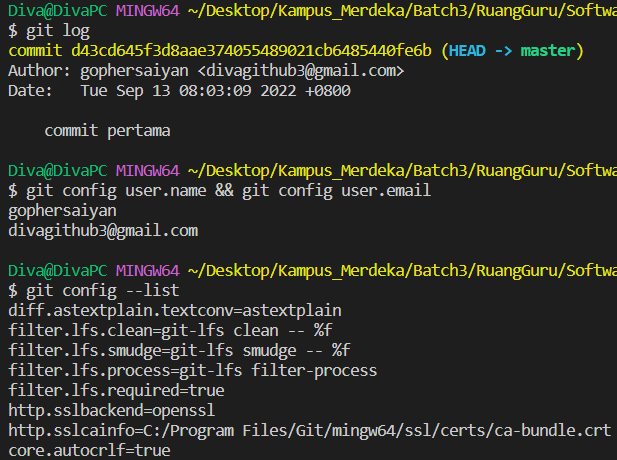 Diva@DivaPC MINGW64 ~/Desktop/Kampus_Merdeka/Batch3/RuangGuru/Softwa
$ git log
commit d43cd645f3d8aae374055489021cb6485440fe6b (HEAD -> master)
Author: gophersaiyan <divagithub3@gmail.com>
Date:   Tue Sep 13 08:03:09 2022 +0800
    commit pertama
Diva@DivaPC MINGW64 ~/Desktop/Kampus_Merdeka/Batch3/RuangGuru/Softwa
$ git config user.name && git config user.email
gophersaiyan
divagithub3@gmail.com
Diva@DivaPC MINGW64 ~/Desktop/Kampus_Merdeka/Batch3/RuangGuru/Softwa
$ git config --list
diff.astextplain.textconv=astextplain
filter.lfs.clean=git-lfs clean -- %f
filter.lfs.smudge=git-lfs smudge -- %f
filter.lfs.process=git-lfs filter-process
filter.lfs.required=true
http.sslbackend=openssl
http.sslcainfo=C:/Program Files/Git/mingw64/ssl/certs/ca-bundle.crt
core.autocrlf=true